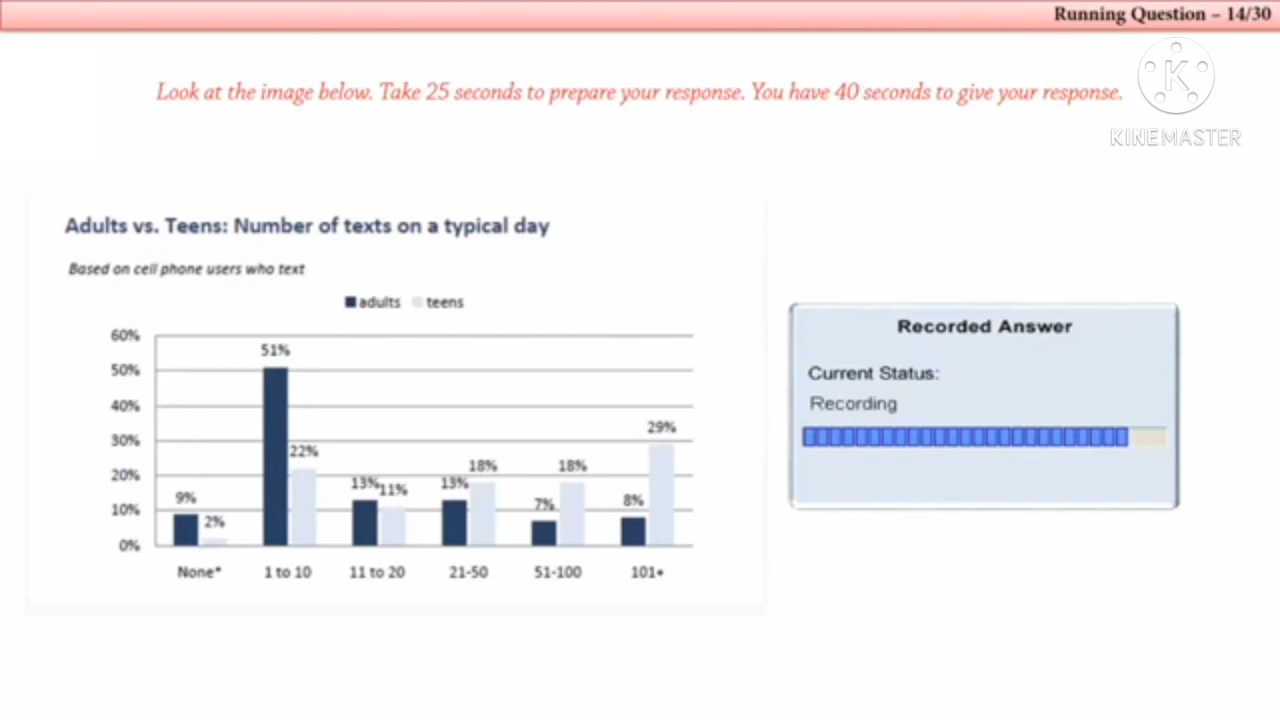 Running Question – 14/30
Look at the image below. Take 25 seconds to prepare your response. You have 40 seconds to give your response.
K
KINEMASTER
Adults vs. Teens: Number of texts on a typical day
Based on cell phone users who text
adults teens
60%
50%
40%
30%
20%
10%
0%
9%
2%
51%
22%
13%
11%
13%
18%
7%
18%
8%
29%
None* 1 to 10 11 to 20 21-50 51-100 101+
Recorded Answer
Current Status:
Recording